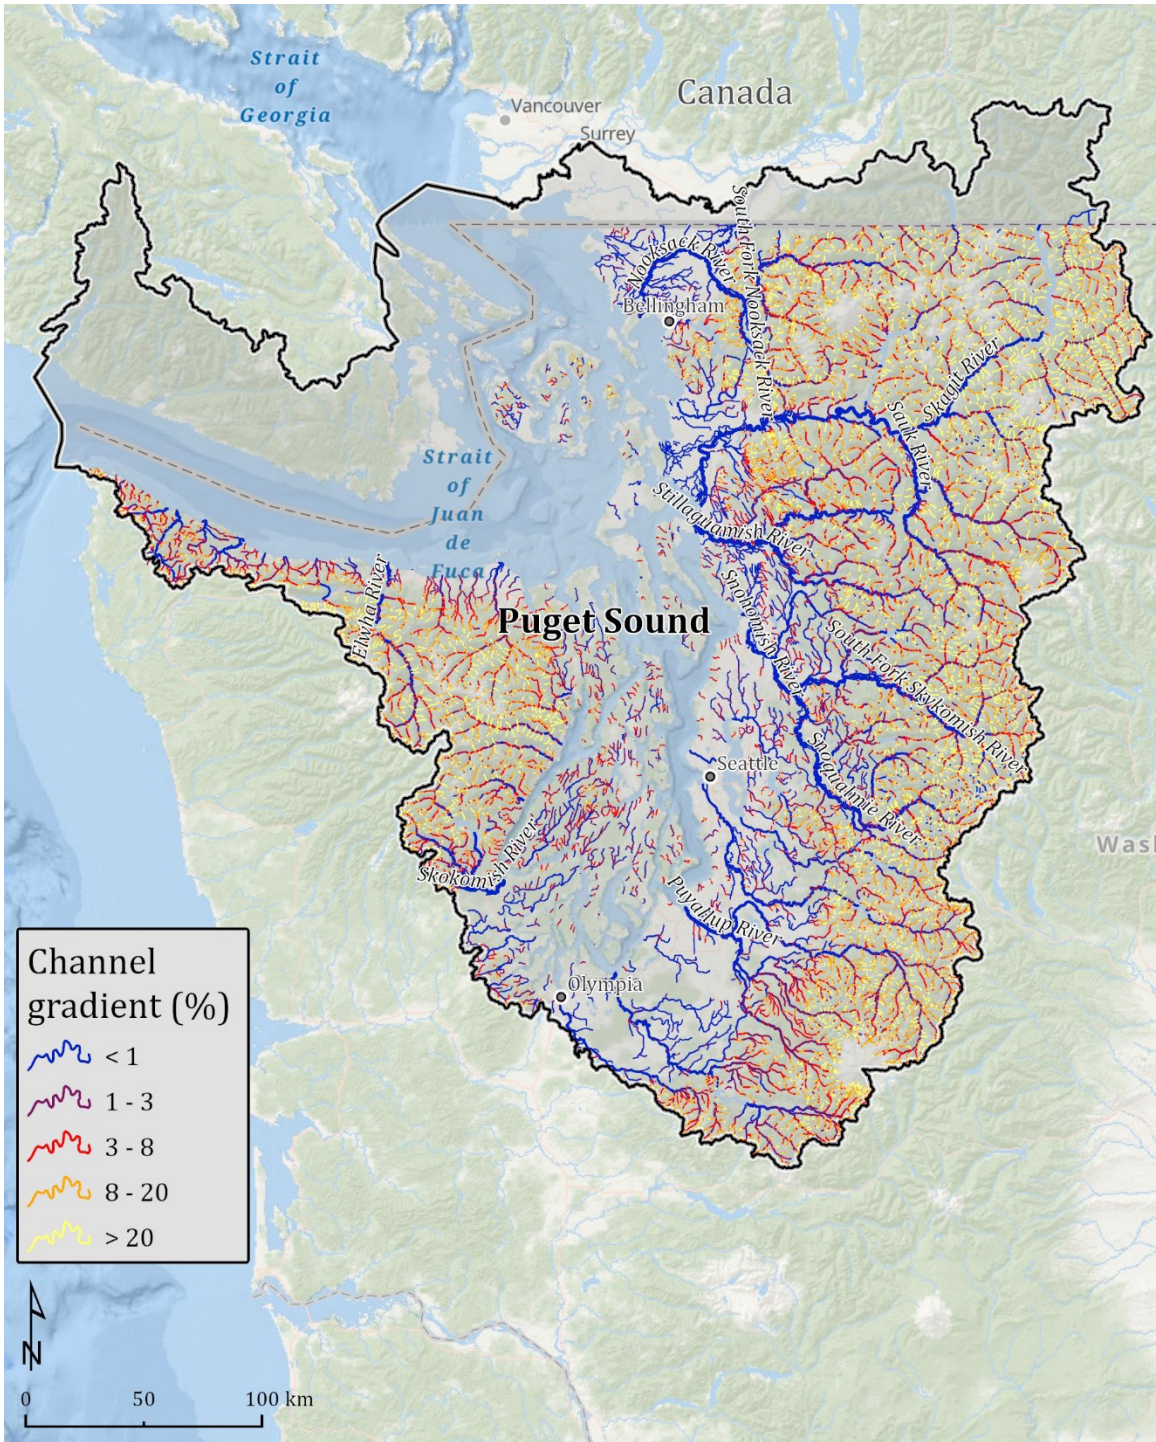 Strait
of
Georgia
Vancouver
Canada
Surrey
South Fork Nooksack River
Nooksack River
Bellingham
Skagit River
Sauk River
Strait
of
Juan
de
Fuca
Stillaguamish River
Elwha River
Snohomish River
Puget Sound
South Fork Skykomish River
Snoqualmie River
Seattle
Skokomish River
Wash
Puyallup River
Olympia
Channel
gradient (%)
< 1
1 - 3
3 - 8
8 - 20
> 20
N
0 50 100 km